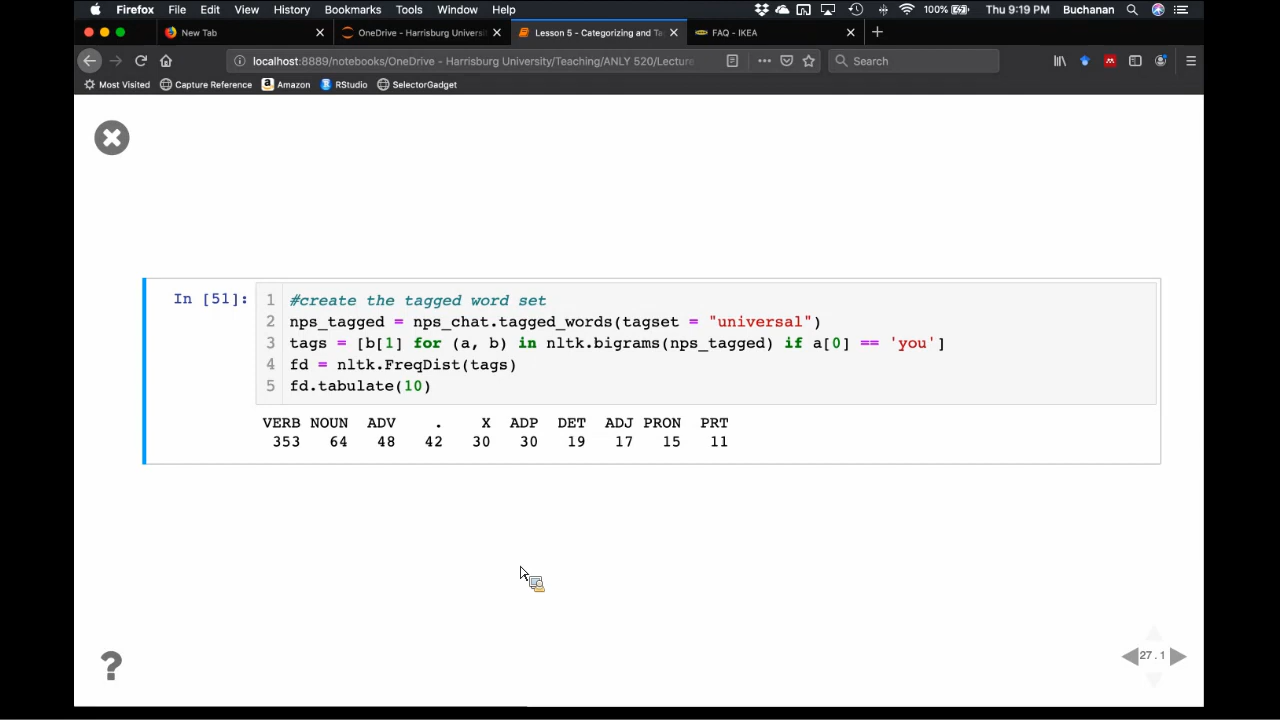 Firefox File Edit View History Bookmarks Tools Window Help 100% Thu 9:19 PM Buchanan
New Tab OneDrive - Harrisburg Universi Lesson 5 - Categorizing and Ta FAQ - IKEA
localhost:8889/notebooks/OneDrive - Harrisburg University/Teaching/ANLY 520/Lecture Search
Most Visited Capture Reference Amazon RStudio SelectorGadget
In [51]:
1 #create the tagged word set
2 nps_tagged = nps_chat.tagged_words(tagset = "universal")
3 tags = [b[1] for (a, b) in nltk.bigrams(nps_tagged) if a[0] == 'you']
4 fd = nltk.FreqDist(tags)
5 fd.tabulate(10)
VERB NOUN ADV . X ADP DET ADJ PRON PRT
353 64 48 42 30 30 19 17 15 11
?
27.1